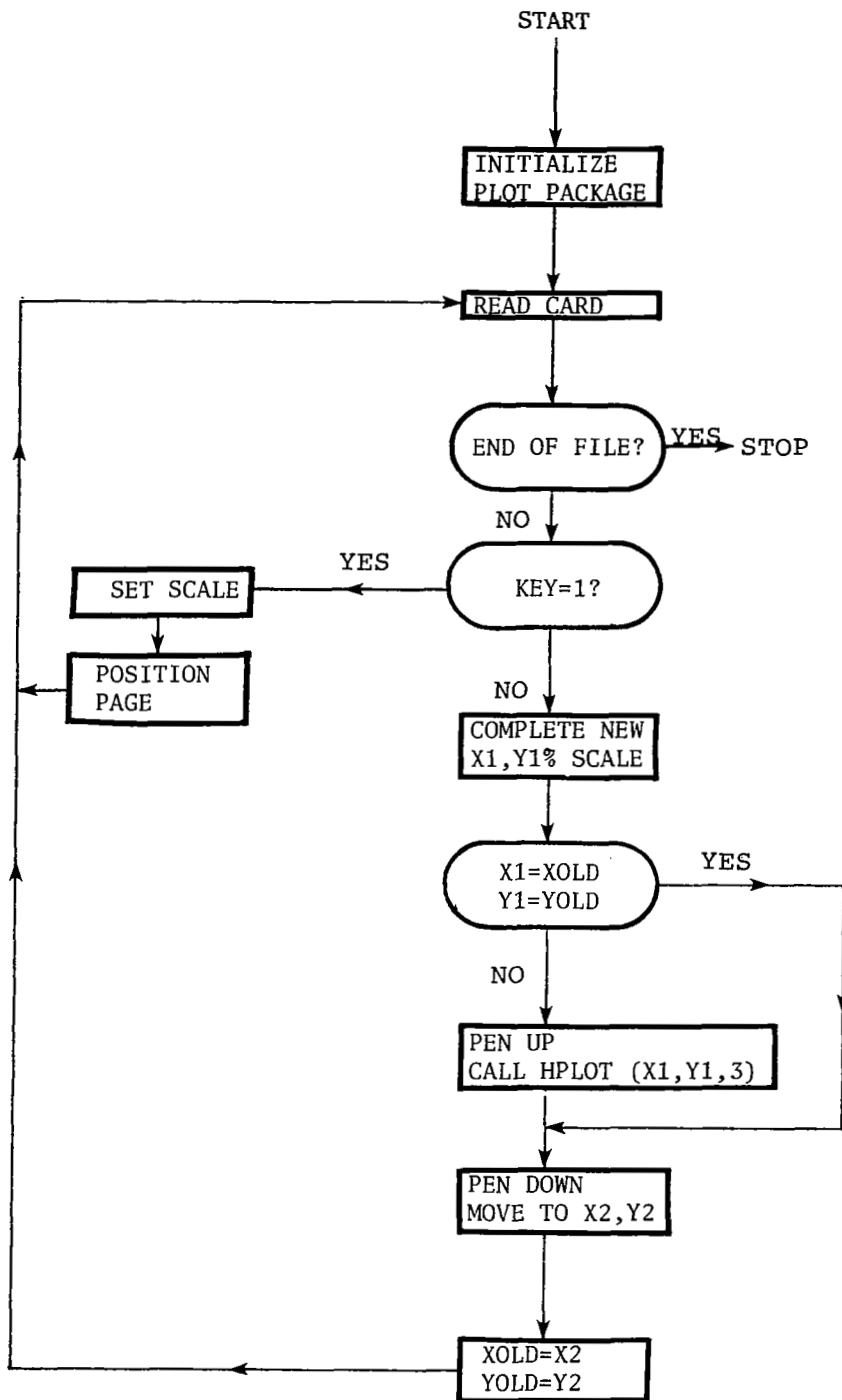 START
INITIALIZE
PLOT PACKAGE
READ CARD
END OF FILE?
YES
STOP
NO
KEY=1?
YES
SET SCALE
POSITION
PAGE
NO
COMPLETE NEW
X1,Y1% SCALE
X1=XOLD
Y1=YOLD
YES
NO
PEN UP
CALL HPLOT (X1,Y1,3)
PEN DOWN
MOVE TO X2,Y2
XOLD=X2
YOLD=Y2